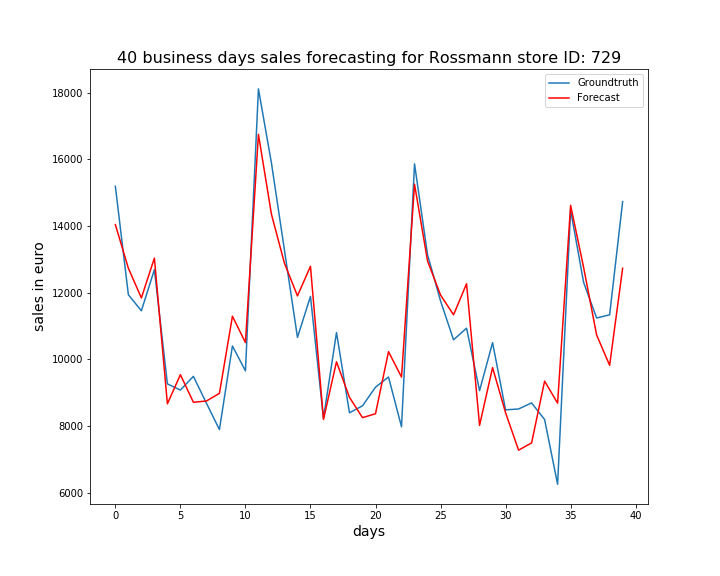 40 business days sales forecasting for Rossmann store ID: 729
Groundtruth
Forecast
sales in euro
18000
16000
14000
12000
10000
8000
6000
0 5 10 15 20 25 30 35 40
days